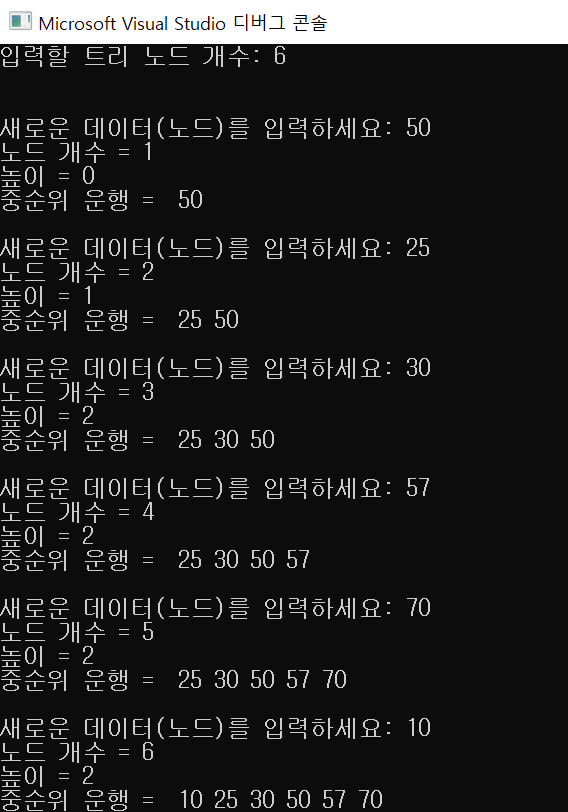 Microsoft Visual Studio 디버그 콘솔
입력할 트리 노드 개수: 6
새로운 데이터(노드)를 입력하세요: 50
노드 개수 = 1
높이 = 0
중순위 운행 =  50
새로운 데이터(노드)를 입력하세요: 25
노드 개수 = 2
높이 = 1
중순위 운행 =  25 50
새로운 데이터(노드)를 입력하세요: 30
노드 개수 = 3
높이 = 2
중순위 운행 =  25 30 50
새로운 데이터(노드)를 입력하세요: 57
노드 개수 = 4
높이 = 2
중순위 운행 =  25 30 50 57
새로운 데이터(노드)를 입력하세요: 70
노드 개수 = 5
높이 = 2
중순위 운행 =  25 30 50 57 70
새로운 데이터(노드)를 입력하세요: 10
노드 개수 = 6
높이 = 2
중순위 운행 =  10 25 30 50 57 70